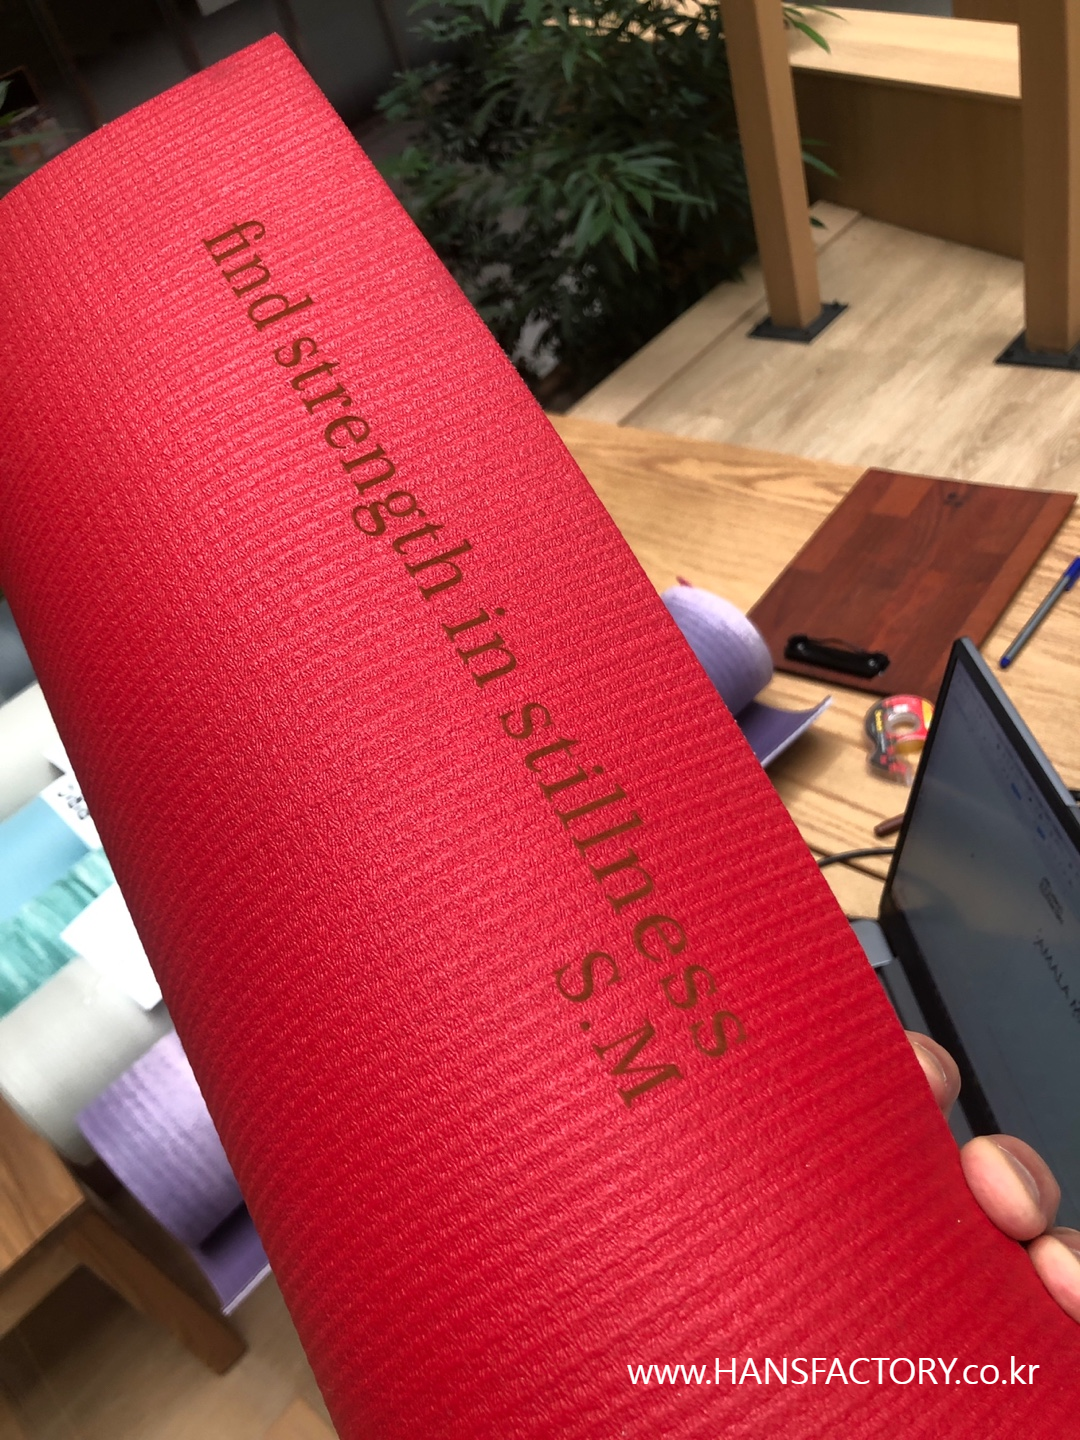 find strength in stillness
S.M
www.HANSFACTORY.co.kr